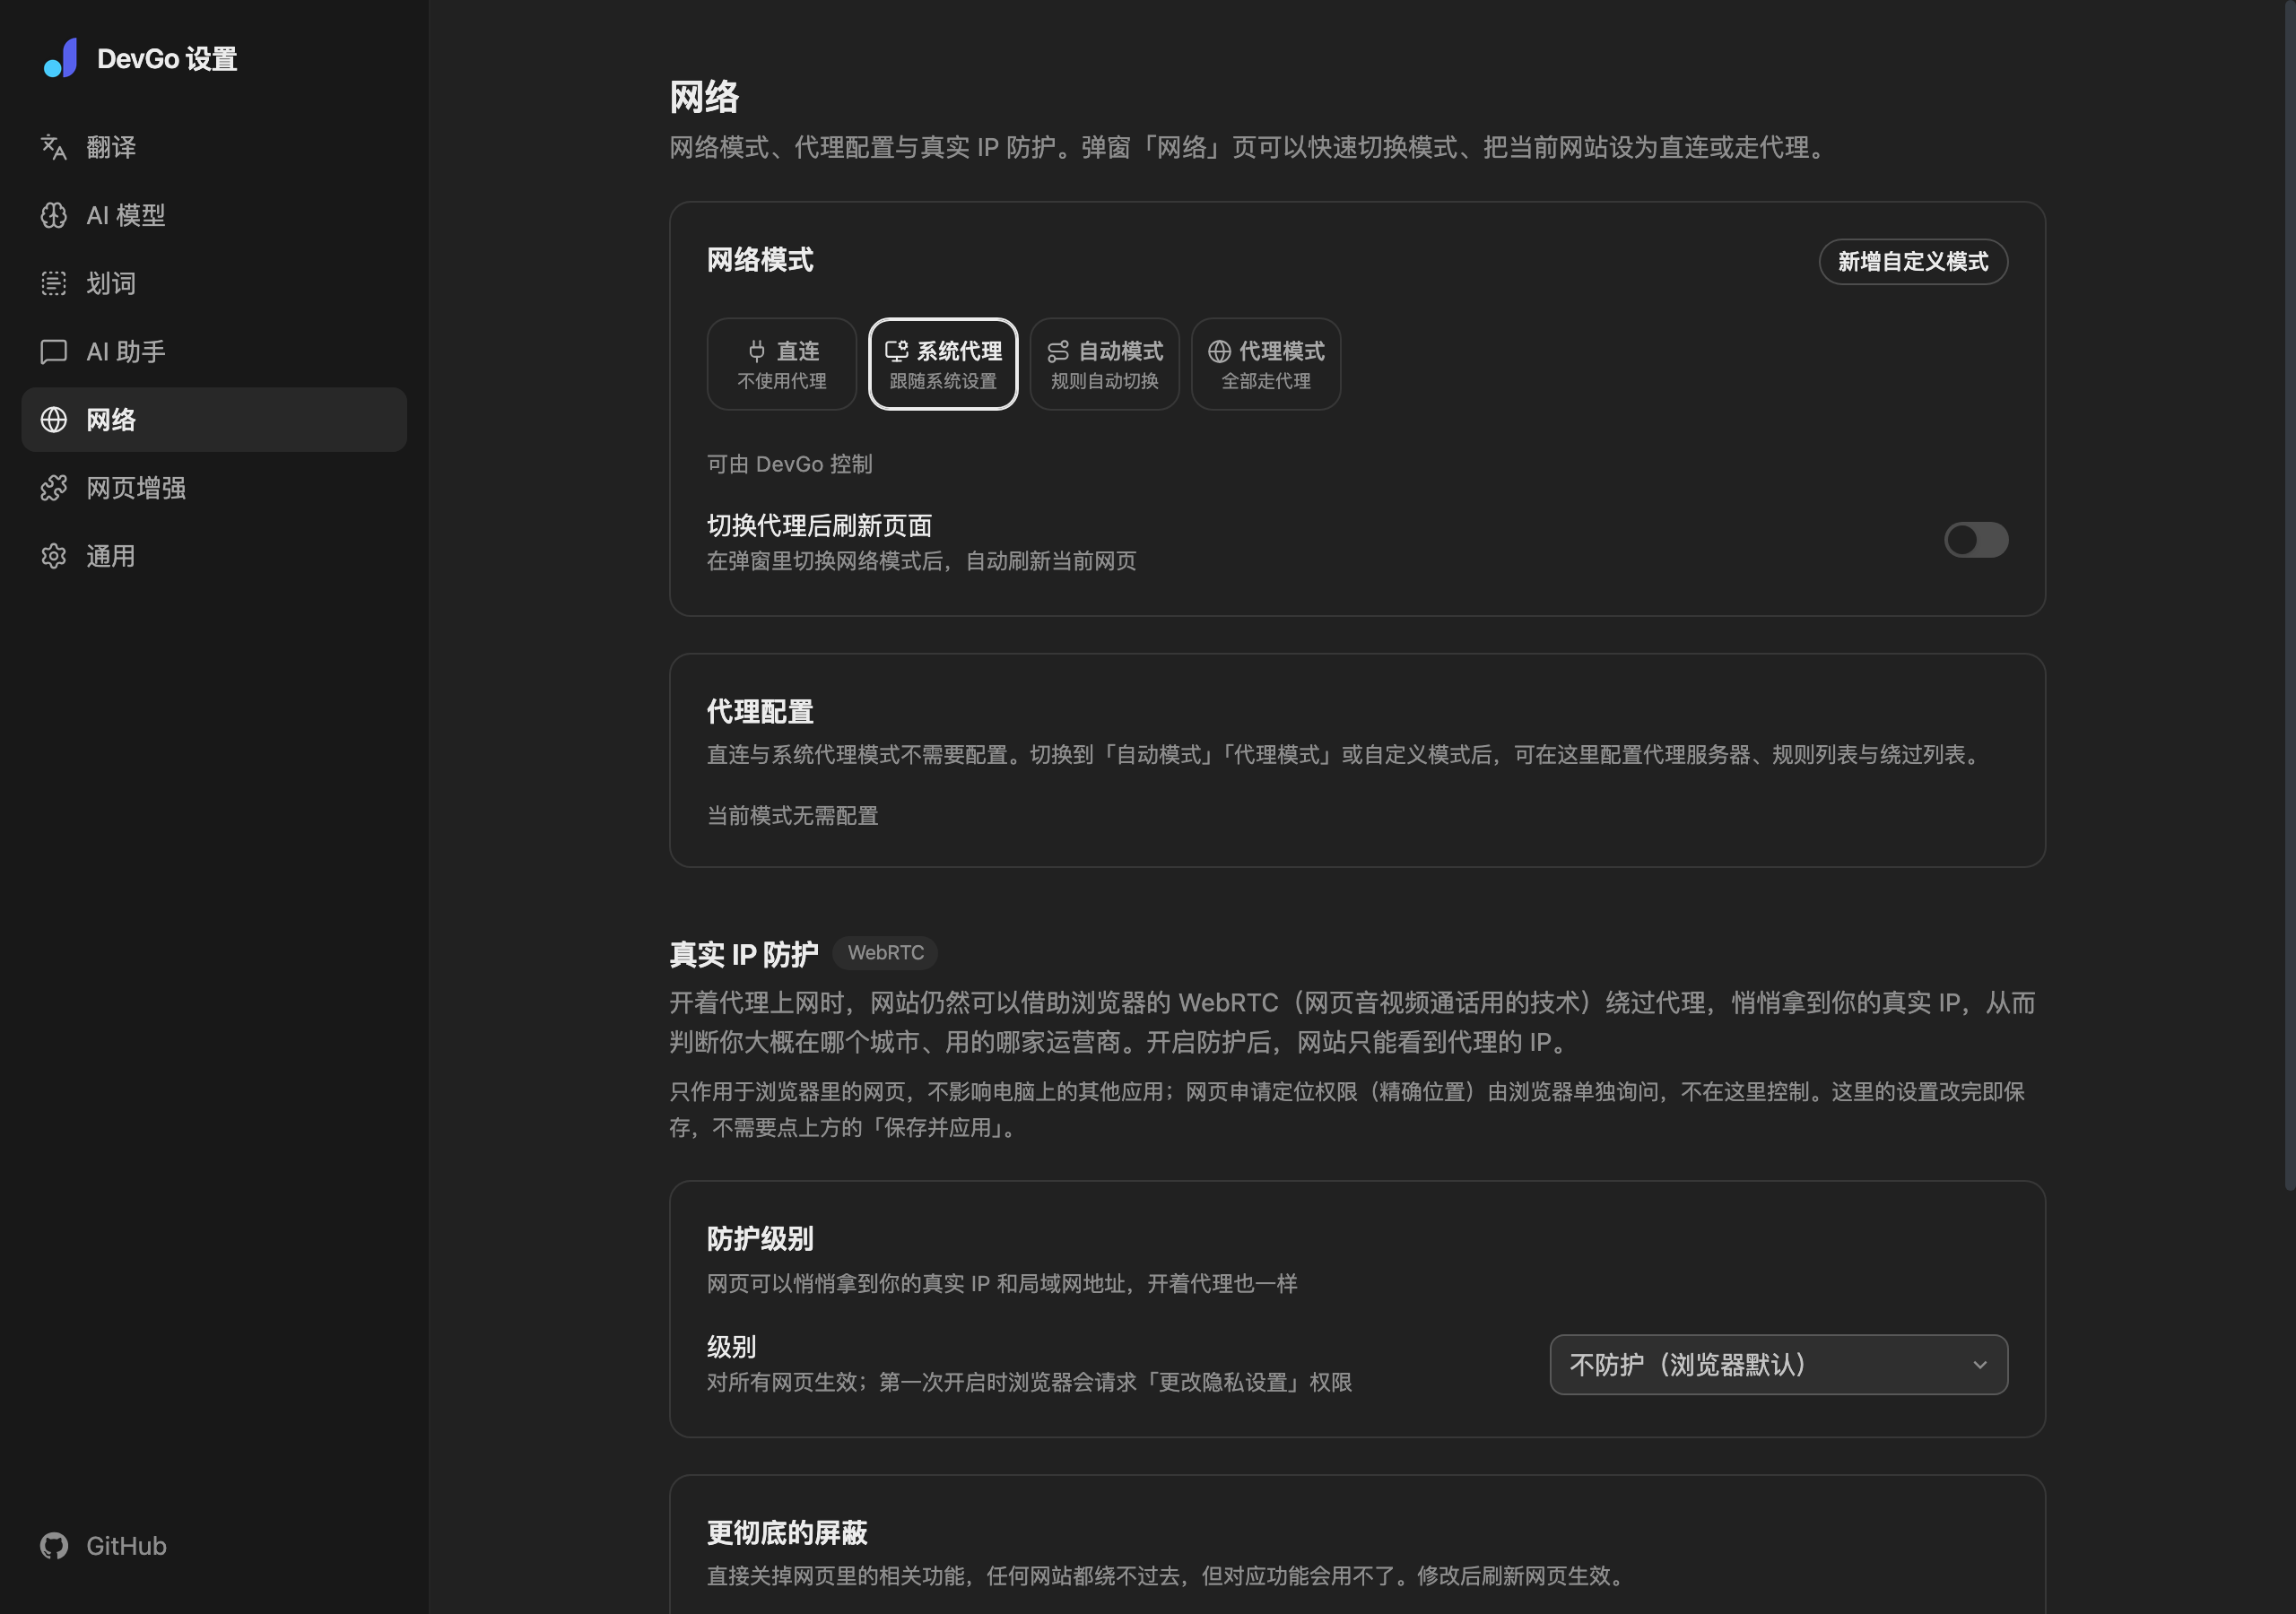 DevGo 设置
翻译
AI 模型
划词
AI 助手
网络
网页增强
通用
GitHub
网络
网络模式、代理配置与真实 IP 防护。弹窗「网络」页可以快速切换模式、把当前网站设为直连或走代理。
网络模式
新增自定义模式
直连
不使用代理
系统代理
跟随系统设置
自动模式
规则自动切换
代理模式
全部走代理
可由 DevGo 控制
切换代理后刷新页面
在弹窗里切换网络模式后，自动刷新当前网页
代理配置
直连与系统代理模式不需要配置。切换到「自动模式」「代理模式」或自定义模式后，可在这里配置代理服务器、规则列表与绕过列表。
当前模式无需配置
真实 IP 防护 WebRTC
开着代理上网时，网站仍然可以借助浏览器的 WebRTC（网页音视频通话用的技术）绕过代理，悄悄拿到你的真实 IP，从而
判断你大概在哪个城市、用的哪家运营商。开启防护后，网站只能看到代理的 IP。
只作用于浏览器里的网页，不影响电脑上的其他应用；网页申请定位权限（精确位置）由浏览器单独询问，不在这里控制。这里的设置改完即保
存，不需要点上方的「保存并应用」。
防护级别
网页可以悄悄拿到你的真实 IP 和局域网地址，开着代理也一样
级别
对所有网页生效；第一次开启时浏览器会请求「更改隐私设置」权限
不防护（浏览器默认）
更彻底的屏蔽
直接关掉网页里的相关功能，任何网站都绕不过去，但对应功能会用不了。修改后刷新网页生效。